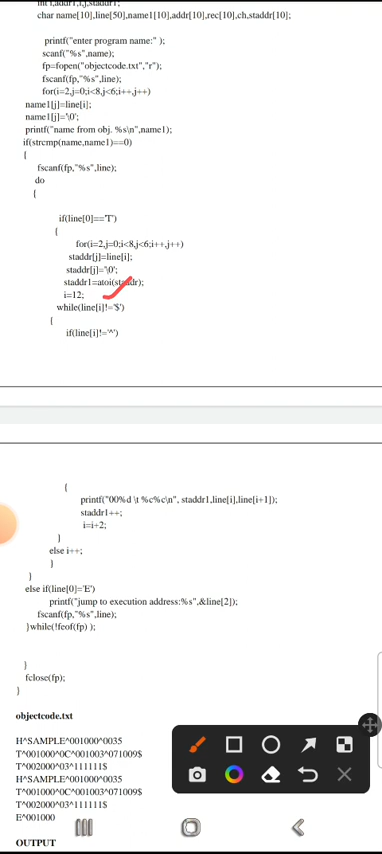 int i,addr1,l,j,staddr1;
char name[10],line[50],name1[10],addr[10],rec[10],ch,staddr[10];
printf("enter program name:" );
scanf("%s",name);
fp=fopen("objectcode.txt","r");
fscanf(fp,"%s",line);
for(i=2,j=0;i<8,j<6;i++,j++)
name1[j]=line[i];
name1[j]='\0';
printf("name from obj. %s\n",name1);
if(strcmp(name,name1)==0)
{
fscanf(fp,"%s",line);
do
{
if(line[0]=='T')
{
for(i=2,j=0;i<8,j<6;i++,j++)
staddr[j]=line[i];
staddr[j]='\0';
staddr1=atoi(staddr);
i=12;
while(line[i]!='$')
{
if(line[i]!='^')
{
printf("00%d \t %c%c\n", staddr1,line[i],line[i+1]);
staddr1++;
i=i+2;
}
else i++;
}
}
else if(line[0]='E')
printf("jump to execution address:%s",&line[2]);
fscanf(fp,"%s",line);
}while(!feof(fp) );
}
fclose(fp);
}
objectcode.txt
H^SAMPLE^001000^0035
T^001000^0C^001003^071009$
T^002000^03^111111$
H^SAMPLE^001000^0035
T^001000^0C^001003^071009$
T^002000^03^111111$
E^001000
OUTPUT